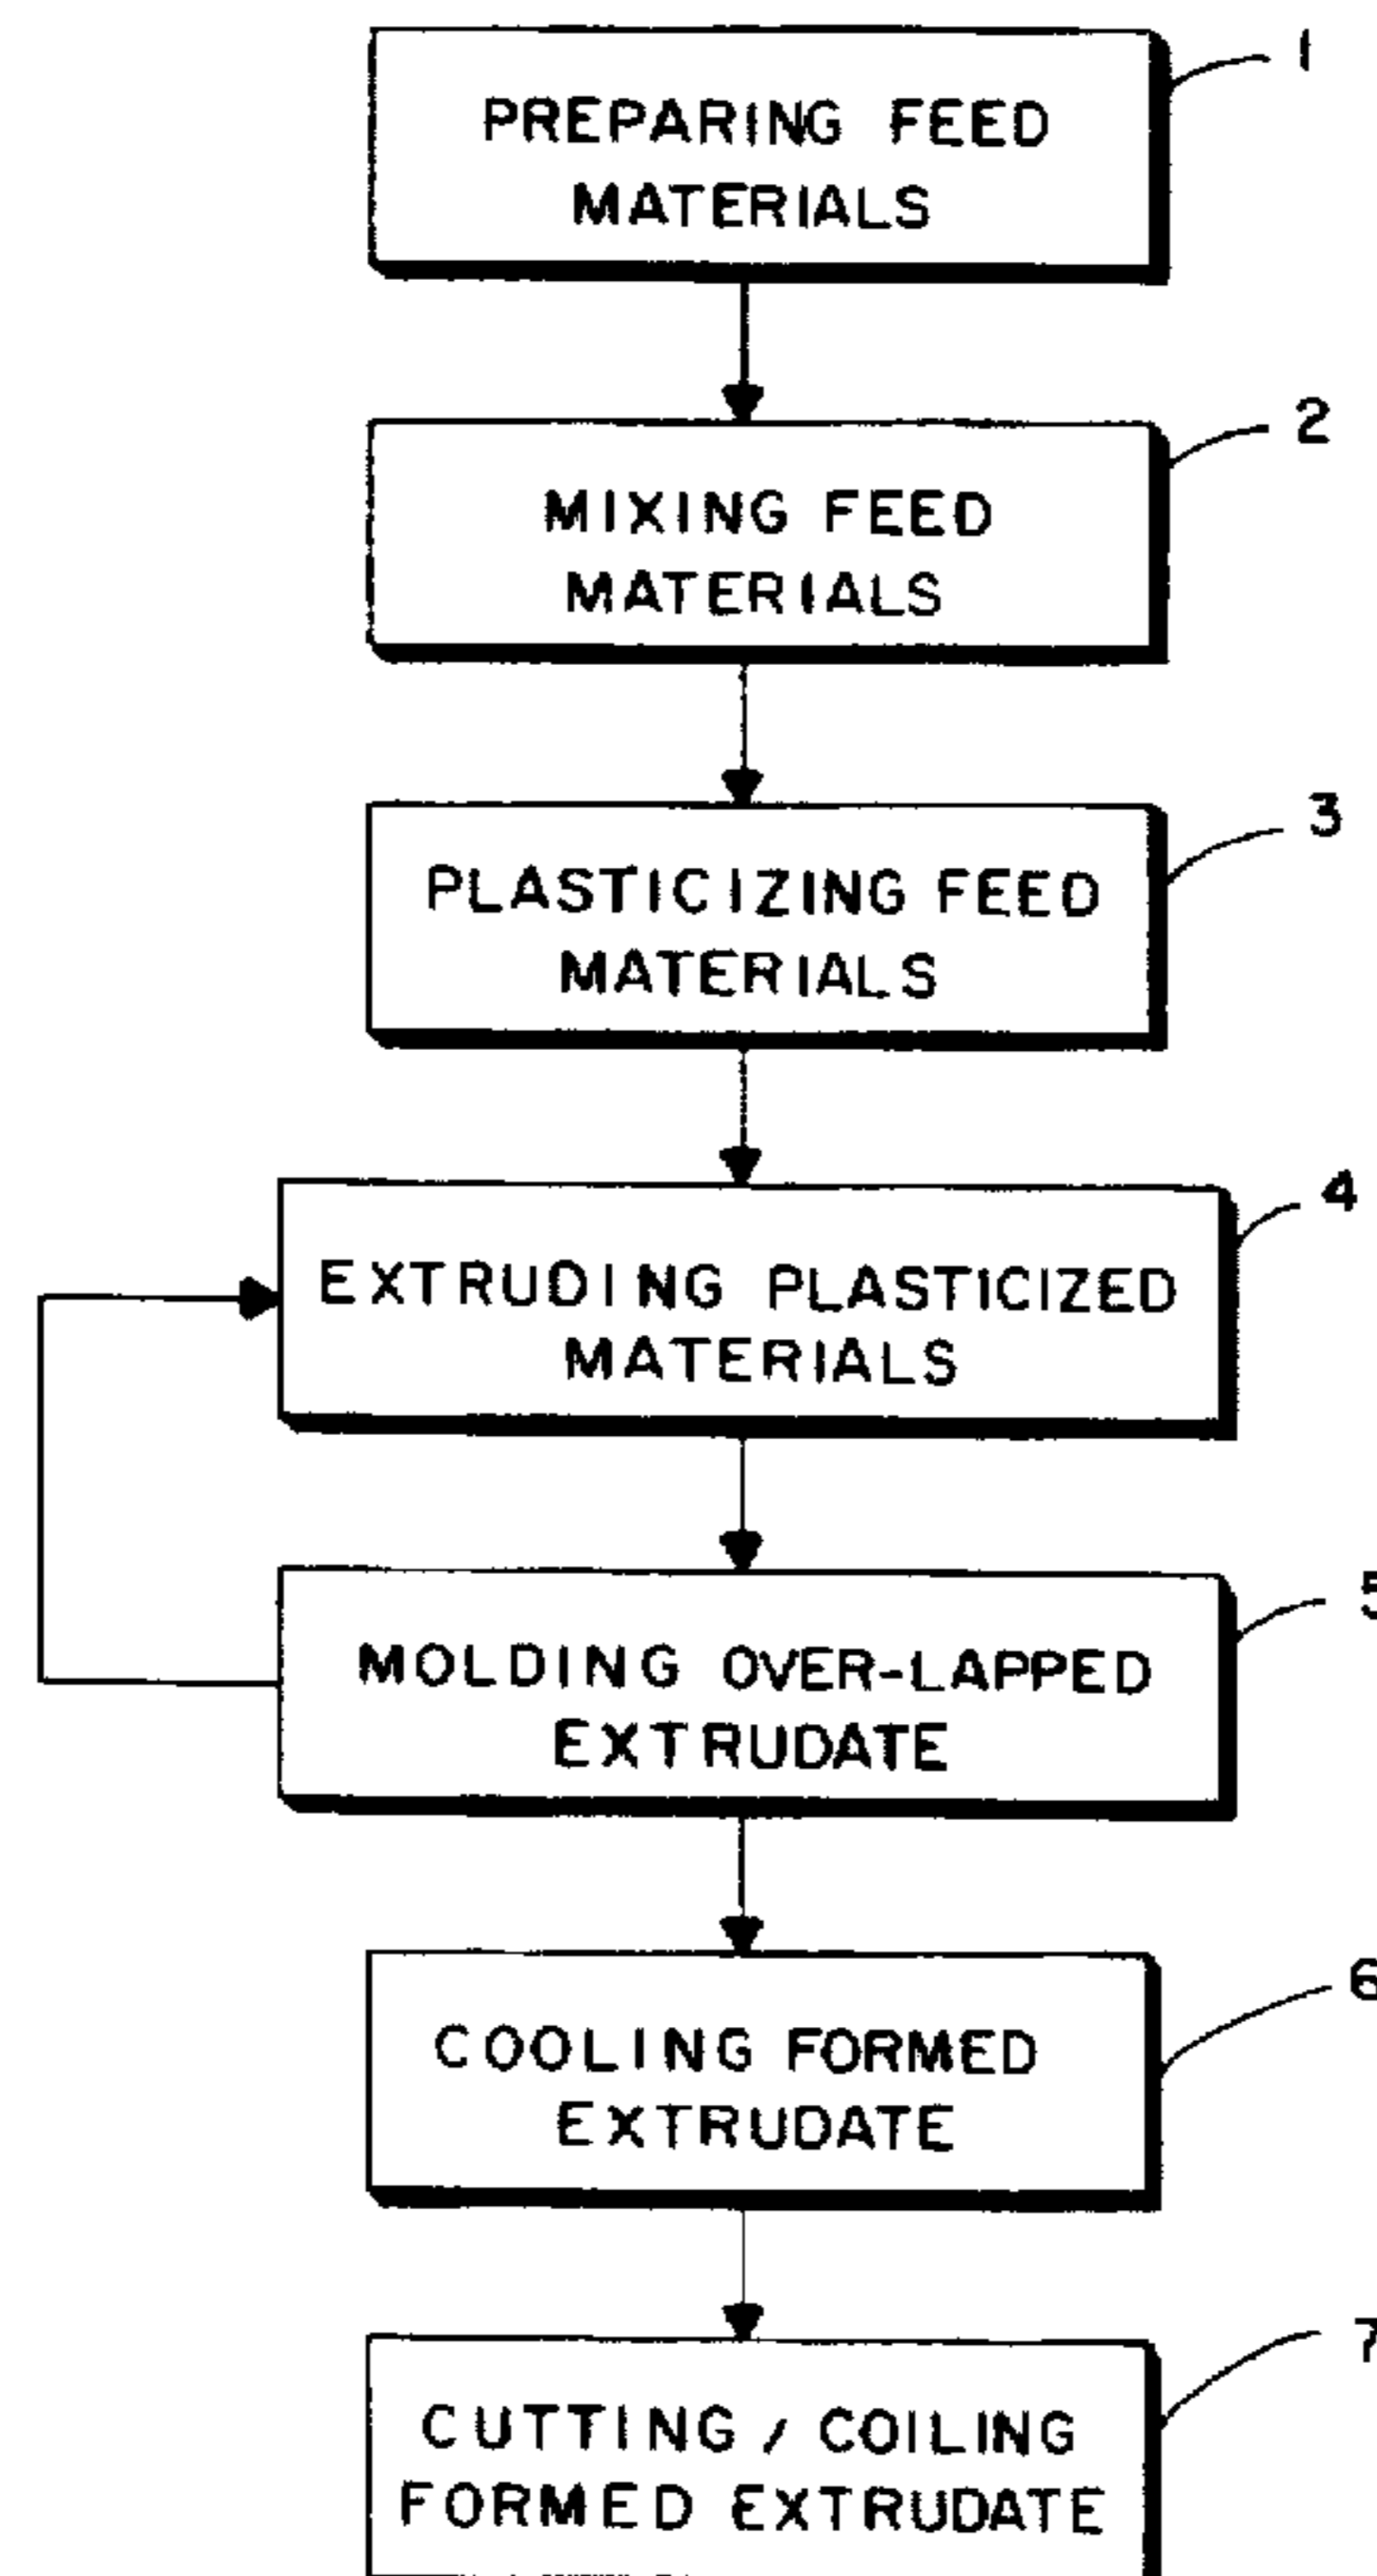 1
PREPARING FEED
MATERIALS
2
MIXING FEED
MATERIALS
3
PLASTICIZING FEED
MATERIALS
4
EXTRUDING PLASTICIZED
MATERIALS
5
MOLDING OVER-LAPPED
EXTRUDATE
6
COOLING FORMED
EXTRUDATE
7
CUTTING / COILING
FORMED EXTRUDATE